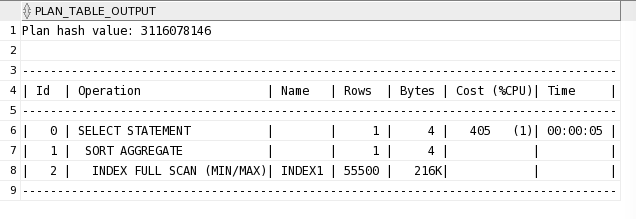 PLAN_TABLE_OUTPUT
1 Plan hash value: 3116078146
2
3 --------------------------------------------------------------------------------
4 | Id | Operation | Name | Rows | Bytes | Cost (%CPU)| Time |
5 --------------------------------------------------------------------------------
6 | 0 | SELECT STATEMENT | | 1 | 4 | 405 (1)| 00:00:05 |
7 | 1 | SORT AGGREGATE | | 1 | 4 | | |
8 | 2 | INDEX FULL SCAN (MIN/MAX)| INDEX1 | 55500 | 216K| | |
9 --------------------------------------------------------------------------------